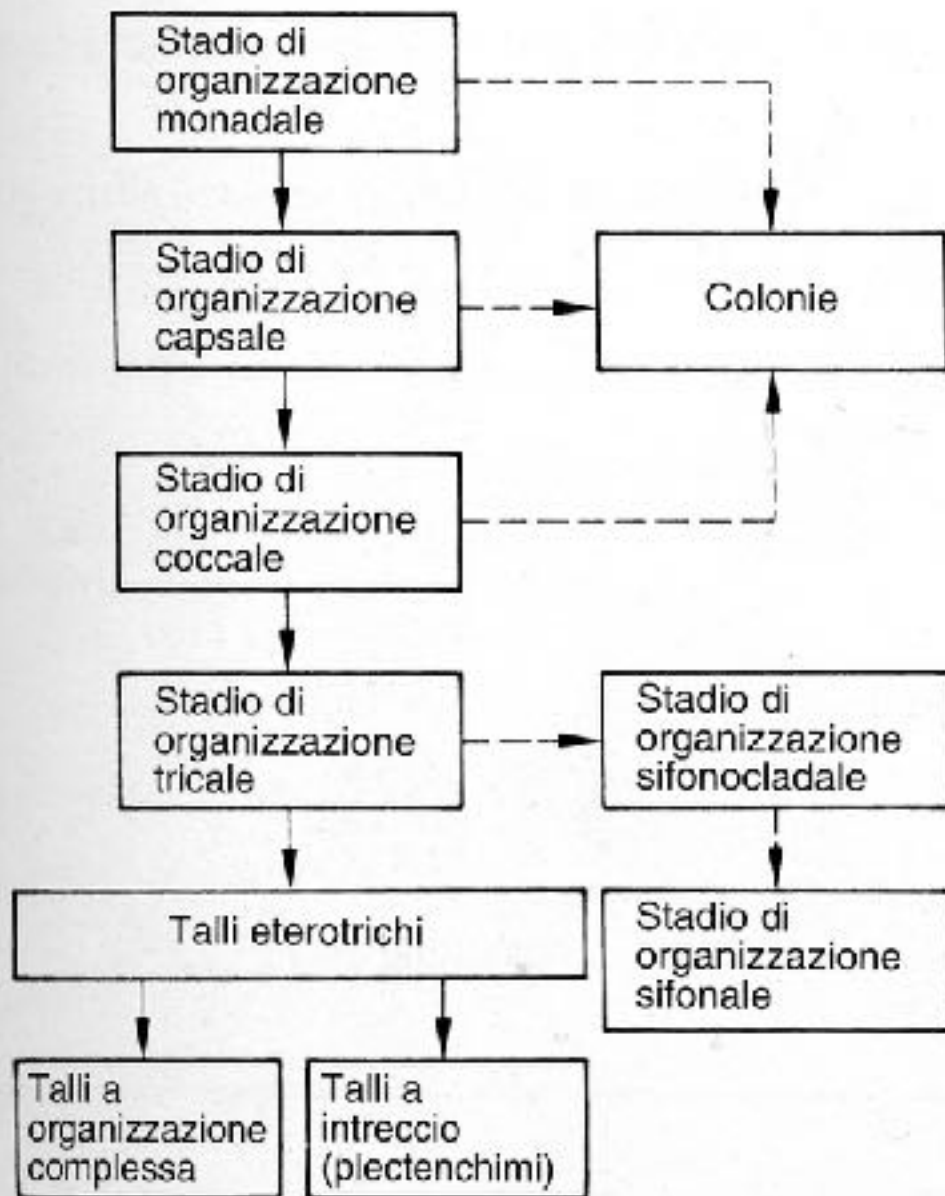 Stadio di
organizzazione
monadale
Stadio di
organizzazione
capsale
Colonie
Stadio di
organizzazione
coccale
Stadio di
organizzazione
tricale
Stadio di
organizzazione
sifonocladale
Talli eterotrichi
Stadio di
organizzazione
sifonale
Talli a
organizzazione
complessa
Talli a
intreccio
(plectenchimi)